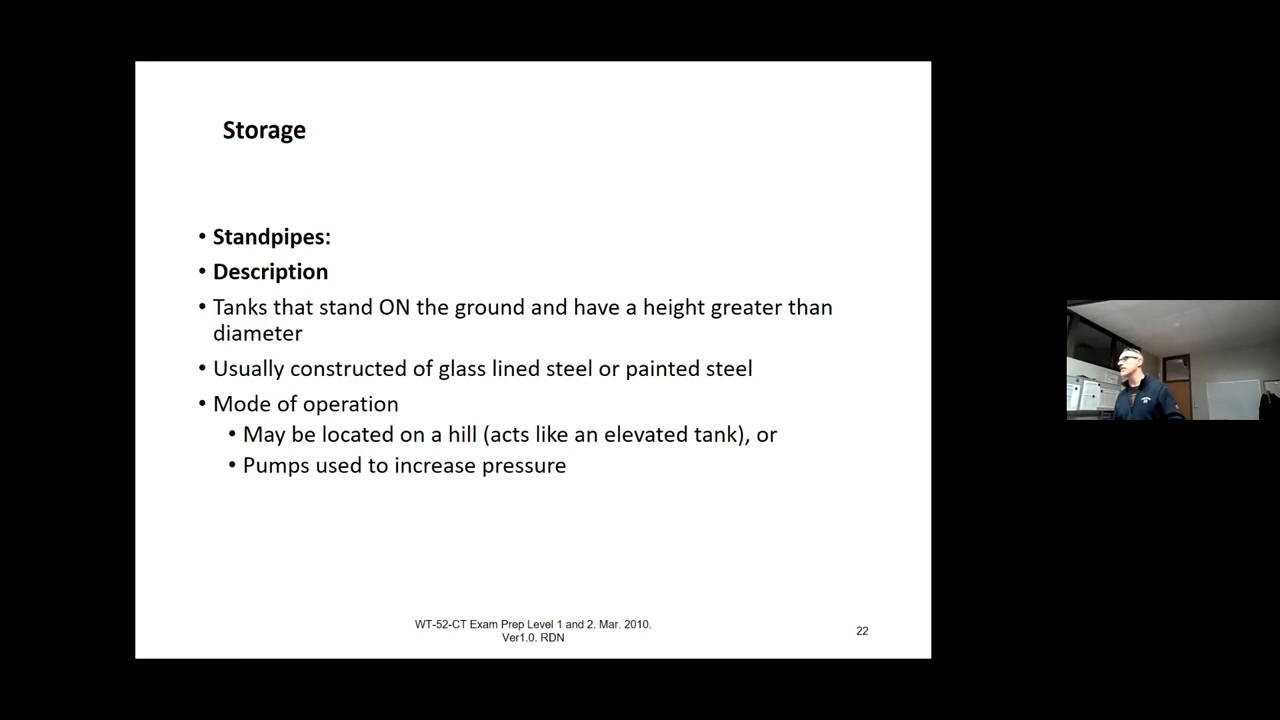 Storage
• Standpipes:
• Description
• Tanks that stand ON the ground and have a height greater than
diameter
• Usually constructed of glass lined steel or painted steel
• Mode of operation
• May be located on a hill (acts like an elevated tank), or
• Pumps used to increase pressure
WT-52-CT Exam Prep Level 1 and 2. Mar. 2010.
Ver1.0. RDN
22